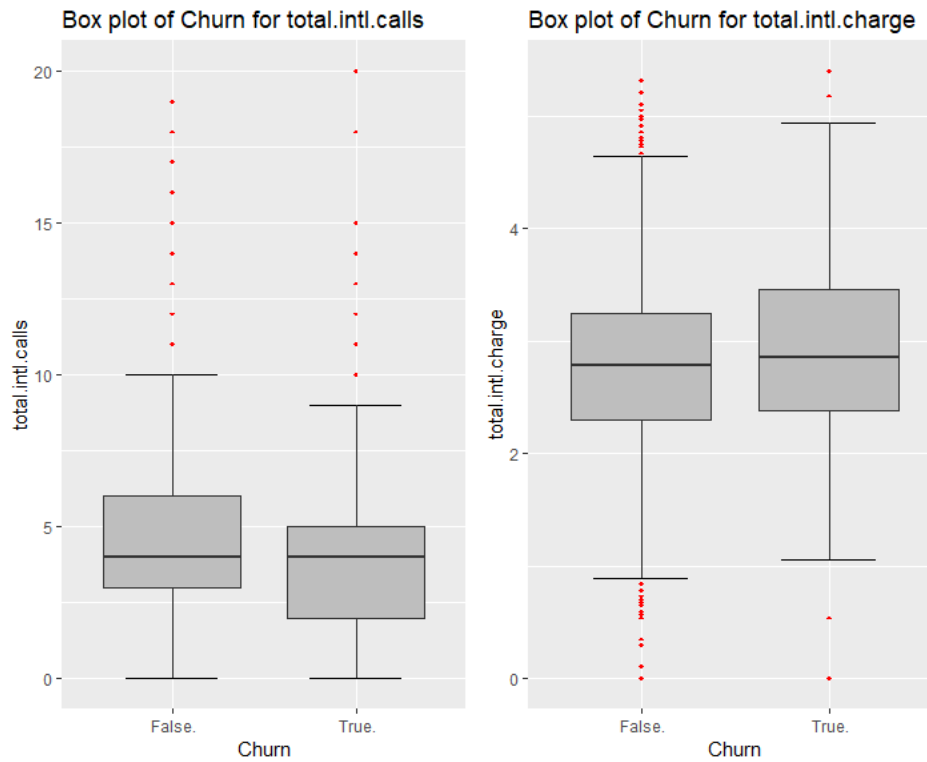 Box plot of Churn for total.intl.calls
total.intl.calls
20
15
10
5
0
False.
True.
Churn
Box plot of Churn for total.intl.charge
total.intl.charge
4
2
0
False.
True.
Churn